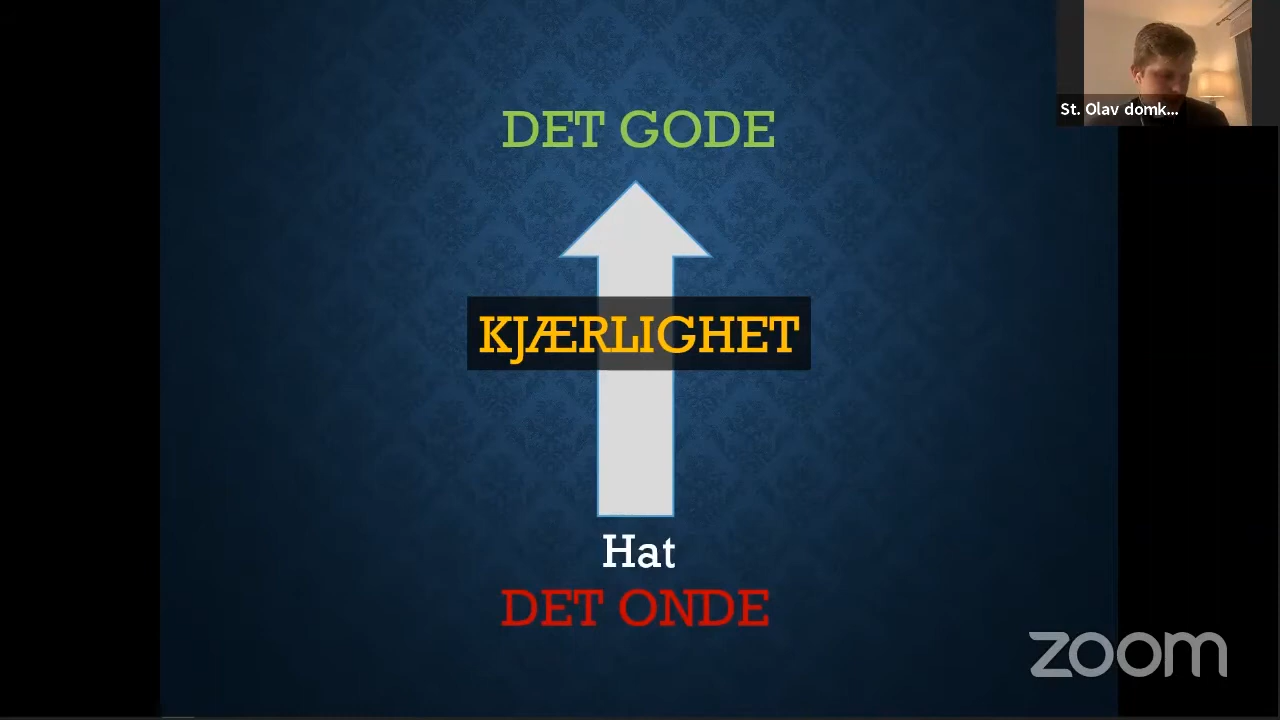 DET GODE
St. Olav domk...
KJÆRLIGHET
Hat
DET ONDE
zoom